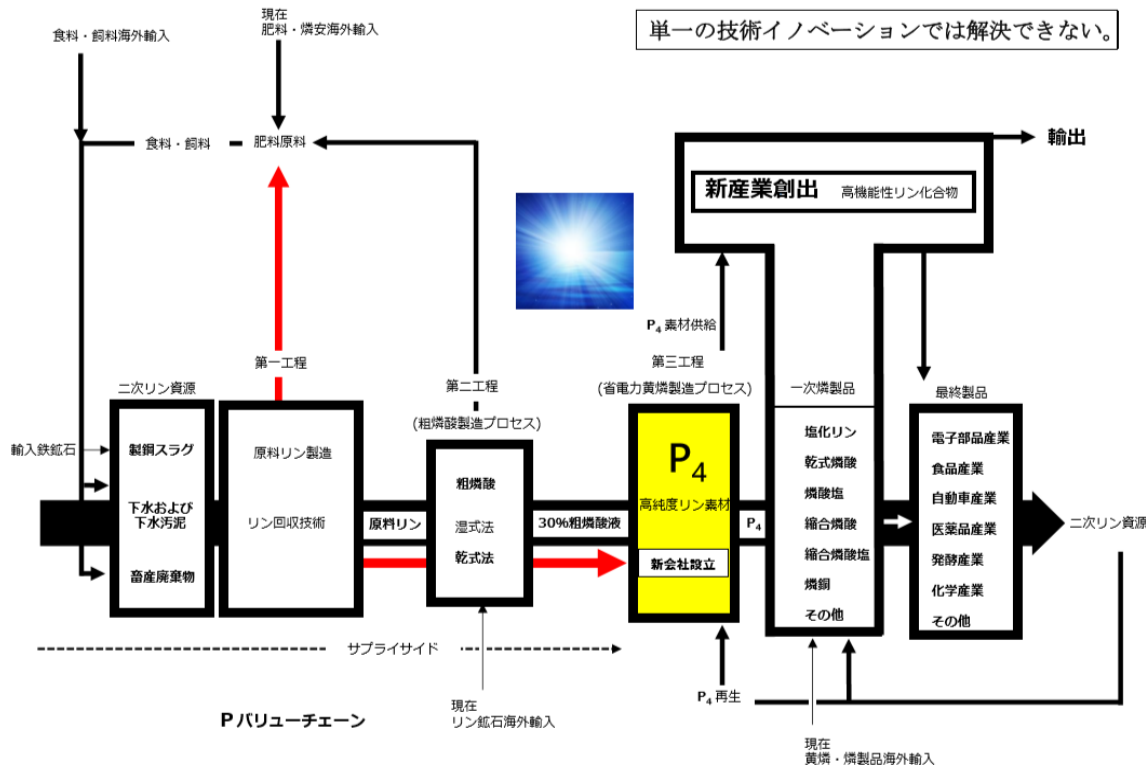 食料・飼料海外輸入
現在
肥料・燐安海外輸入
単一の技術イノベーションでは解決できない。
食料・飼料
肥料原料
輸出
新産業創出 高機能性リン化合物
P4 素材供給
第一工程
第二工程
(粗燐酸製造プロセス)
第三工程
(省電力黄燐製造プロセス)
二次リン資源
一次燐製品
最終製品
輸入鉄鉱石
製鋼スラグ
下水および
下水汚泥
畜産廃棄物
原料リン製造
リン回収技術
原料リン
粗燐酸
湿式法
乾式法
30%粗燐酸液
P4
高純度リン素材
新会社設立
P4
塩化リン
乾式燐酸
燐酸塩
縮合燐酸
縮合燐酸塩
燐銅
その他
電子部品産業
食品産業
自動車産業
医薬品産業
発酵産業
化学産業
その他
二次リン資源
サプライサイド
P バリューチェーン
現在
リン鉱石海外輸入
P4 再生
現在
黄燐・燐製品海外輸入